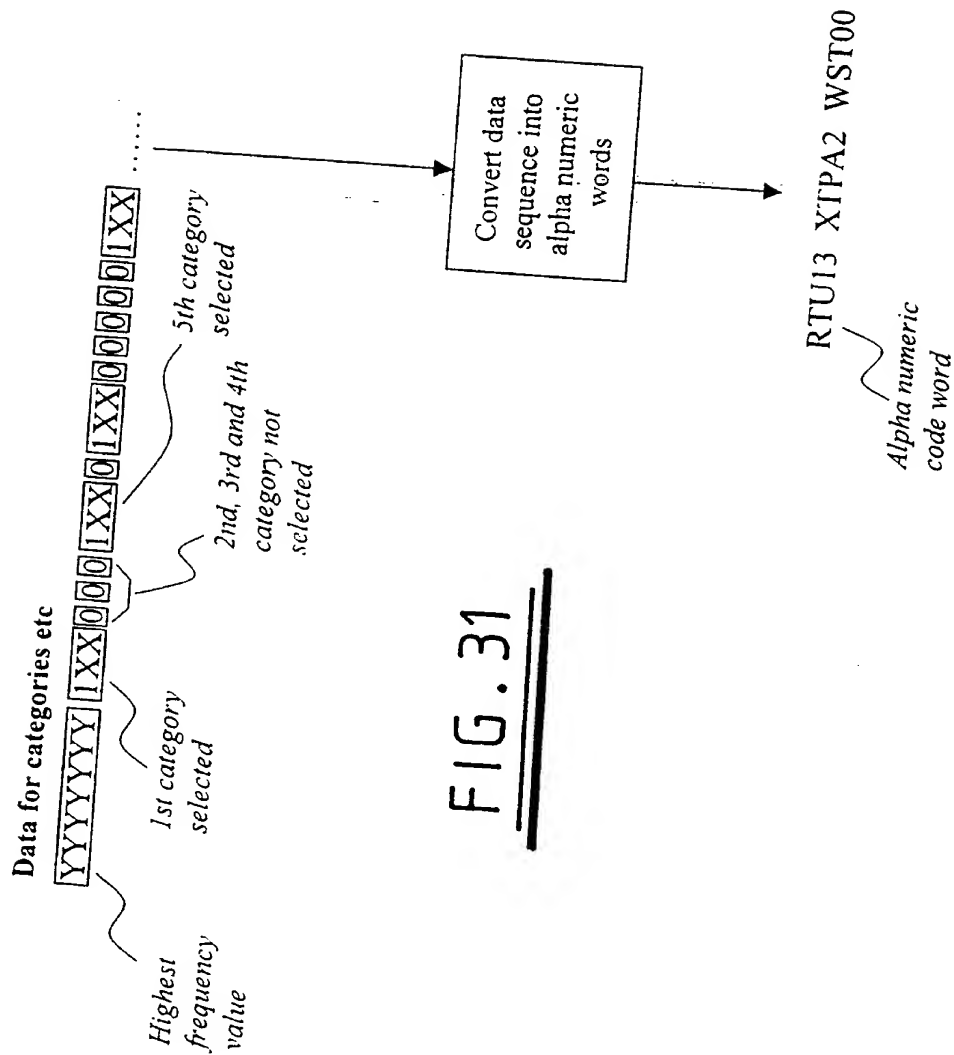 Data for categories etc
YYYYYYY 1XX 0 0 0 1XX 0 1XX 0 0 0 0 0 1XX ......
Highest
frequency
value
1st category
selected
2nd, 3rd and 4th
category not
selected
5th category
selected
Convert data
sequence into
alpha numeric
words
RTU13 XTPA2 WST00
Alpha numeric
code word
FIG. 31